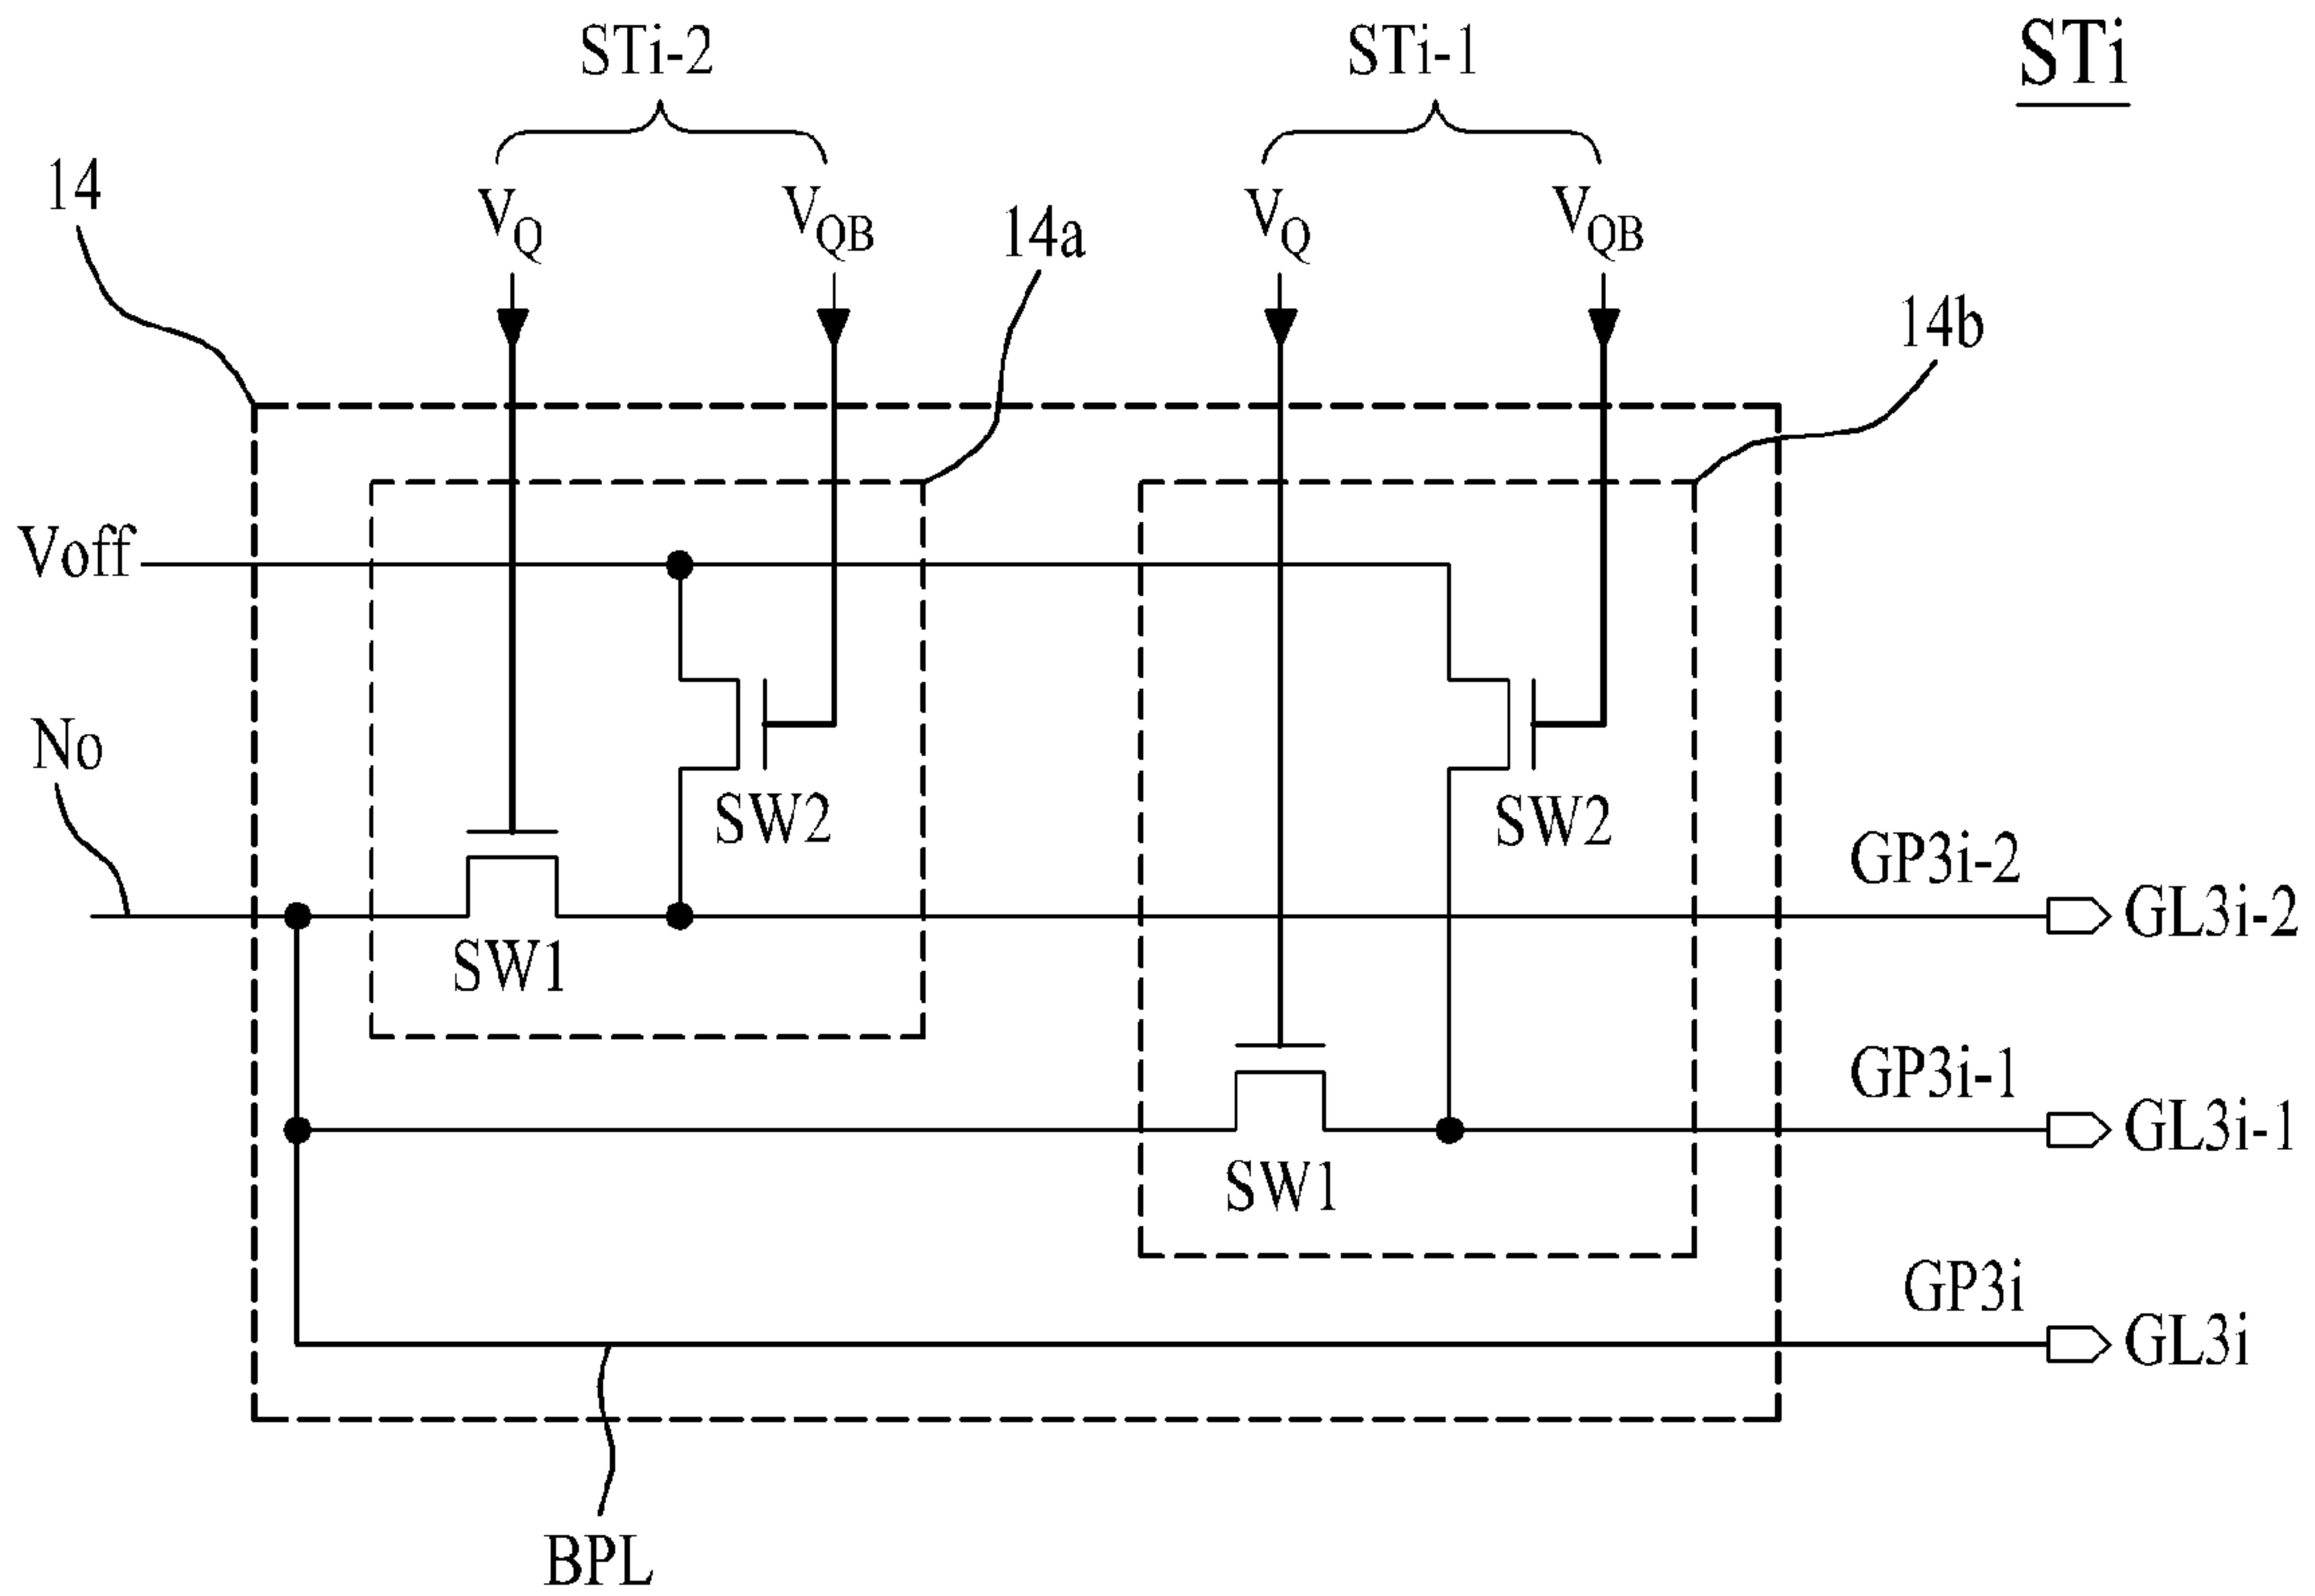 STi-2
STi-1
STi
14
VQ
VQB
14a
VQ
VQB
14b
Voff
No
SW2
SW2
GP3i-2
GL3i-2
SW1
GP3i-1
GL3i-1
SW1
GP3i
GL3i
BPL